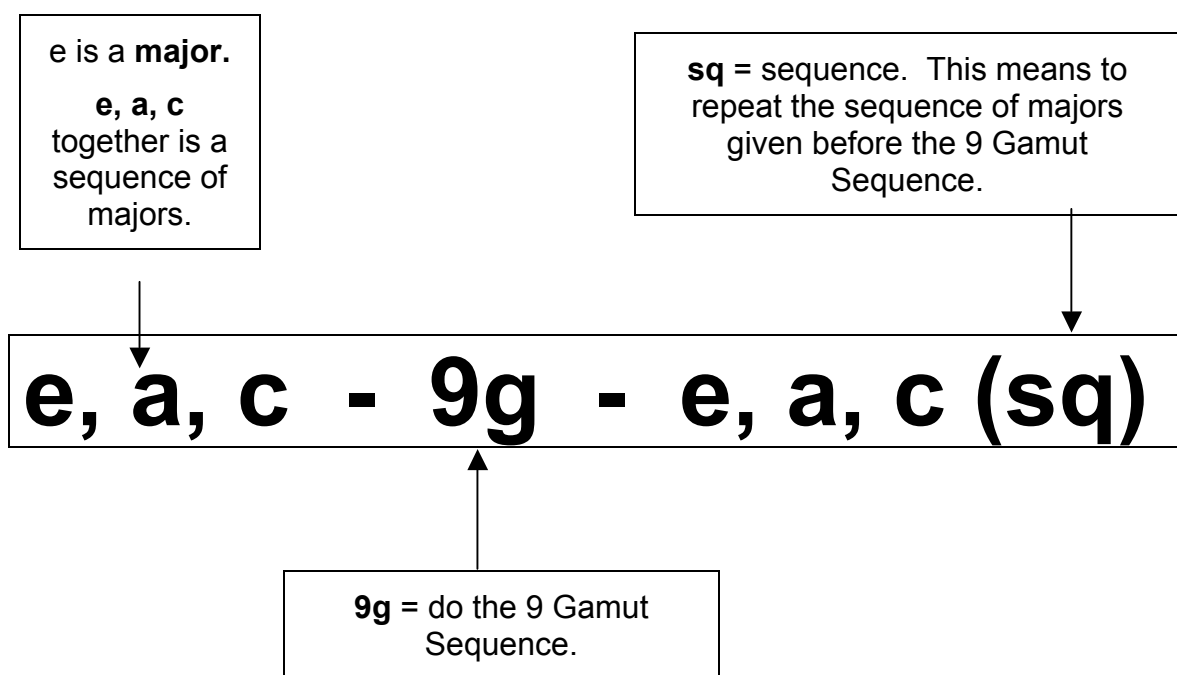 e is a major.
e, a, c
together is a
sequence of
majors.
sq = sequence.  This means to
repeat the sequence of majors
given before the 9 Gamut
Sequence.
e, a, c - 9g - e, a, c (sq)
9g = do the 9 Gamut
Sequence.